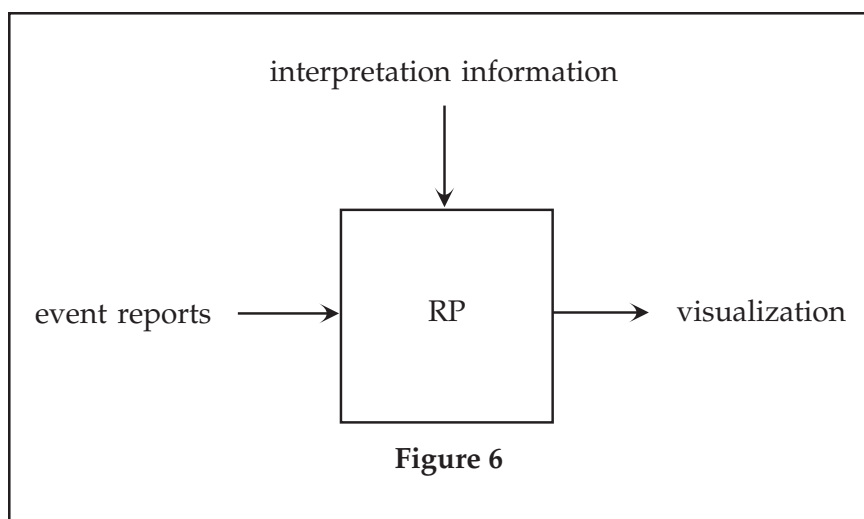 interpretation information
event reports
RP
visualization
Figure 6